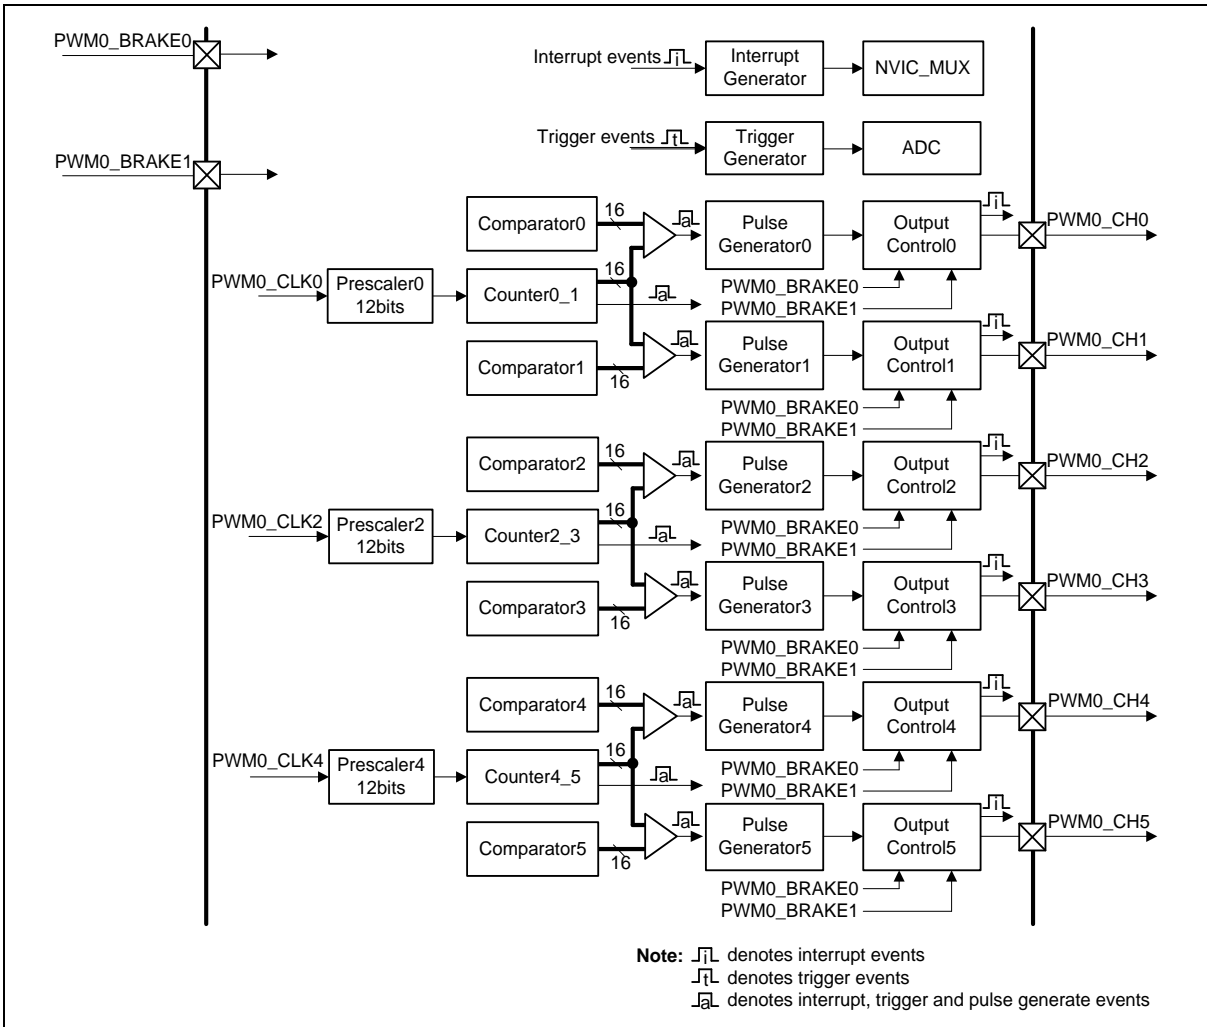 PWM0_BRAKE0
Interrupt events i
Interrupt
Generator
NVIC_MUX
PWM0_BRAKE1
Trigger events t
Trigger
Generator
ADC
Comparator0
16
a
Pulse
Generator0
Output
Control0
i
PWM0_CH0
PWM0_CLK0
Prescaler0
12bits
Counter0_1
16
a
PWM0_BRAKE0
PWM0_BRAKE1
Comparator1
16
a
Pulse
Generator1
Output
Control1
i
PWM0_CH1
PWM0_BRAKE0
PWM0_BRAKE1
Comparator2
16
a
Pulse
Generator2
Output
Control2
i
PWM0_CH2
PWM0_CLK2
Prescaler2
12bits
Counter2_3
16
a
PWM0_BRAKE0
PWM0_BRAKE1
Comparator3
16
a
Pulse
Generator3
Output
Control3
i
PWM0_CH3
PWM0_BRAKE0
PWM0_BRAKE1
Comparator4
16
a
Pulse
Generator4
Output
Control4
i
PWM0_CH4
PWM0_CLK4
Prescaler4
12bits
Counter4_5
16
a
PWM0_BRAKE0
PWM0_BRAKE1
Comparator5
16
a
Pulse
Generator5
Output
Control5
i
PWM0_CH5
PWM0_BRAKE0
PWM0_BRAKE1
Note: i denotes interrupt events
t denotes trigger events
a denotes interrupt, trigger and pulse generate events